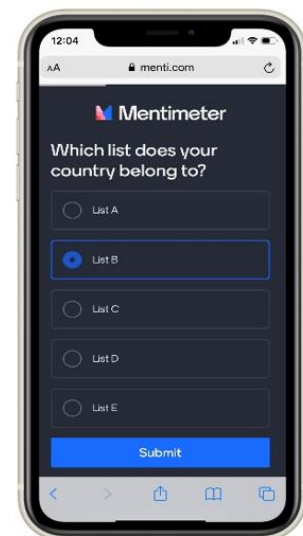 12:04
AA
menti.com
Mentimeter
Which list does your
country belong to?
List A
List B
List C
List D
List E
Submit